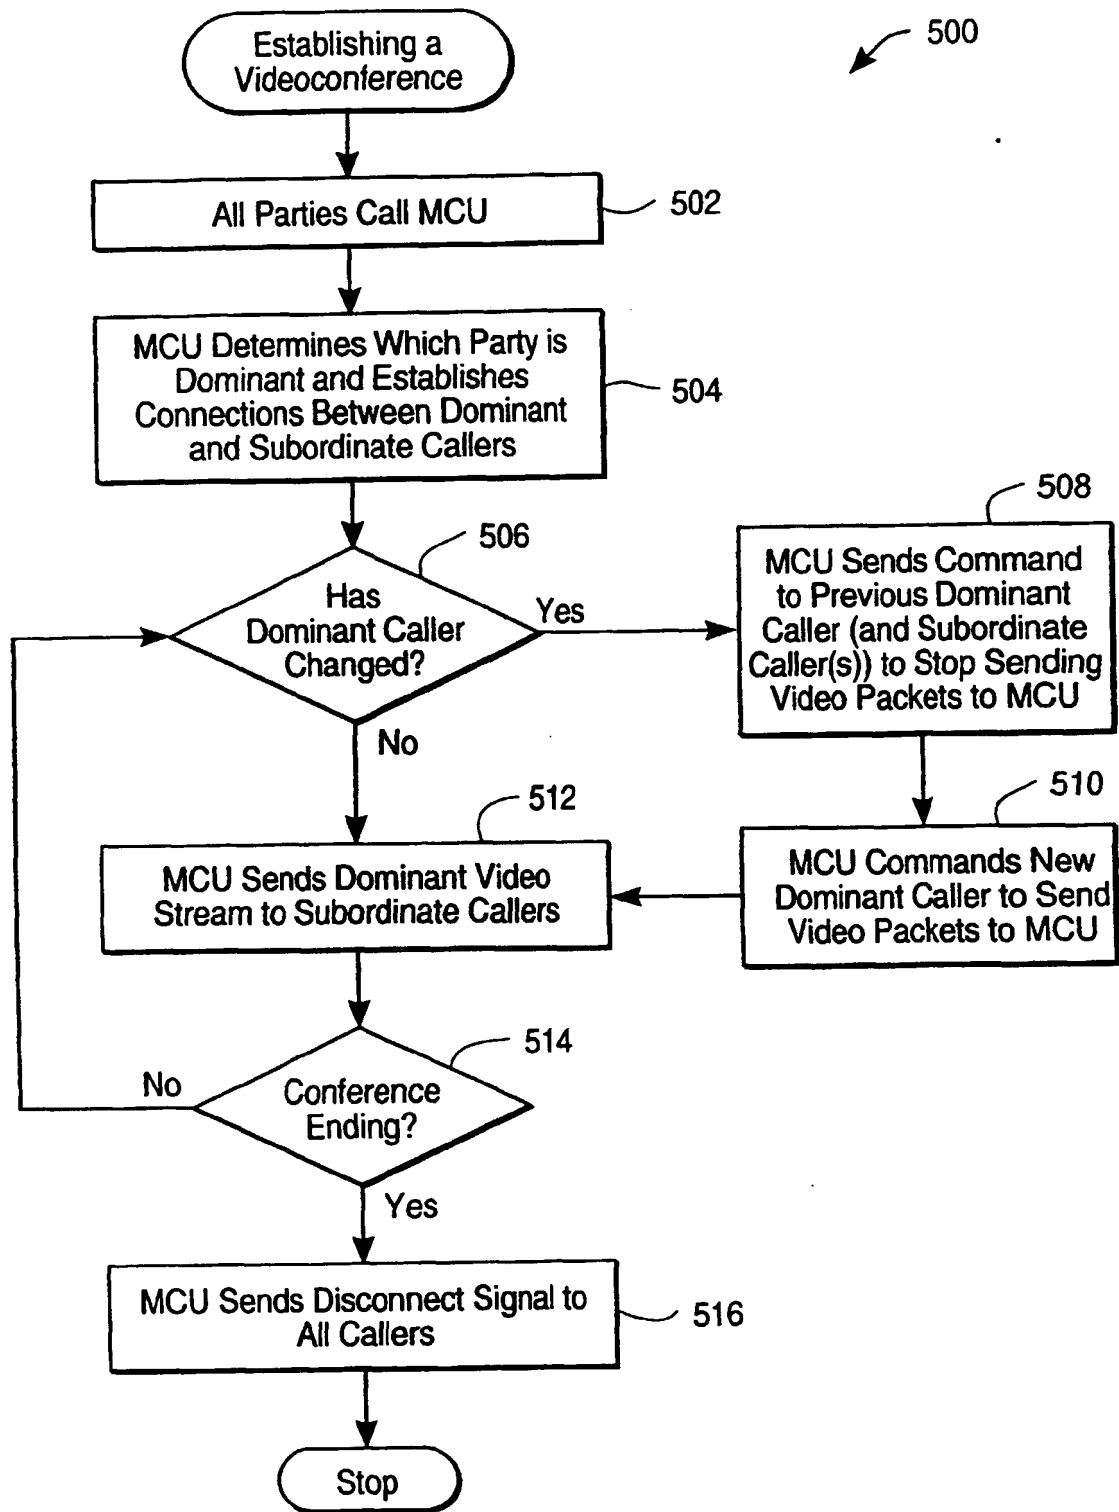 Establishing a
Videoconference
500
All Parties Call MCU
502
MCU Determines Which Party is
Dominant and Establishes
Connections Between Dominant
and Subordinate Callers
504
506
Has
Dominant Caller
Changed?
Yes
No
508
MCU Sends Command
to Previous Dominant
Caller (and Subordinate
Caller(s)) to Stop Sending
Video Packets to MCU
510
MCU Commands New
Dominant Caller to Send
Video Packets to MCU
512
MCU Sends Dominant Video
Stream to Subordinate Callers
514
Conference
Ending?
No
Yes
MCU Sends Disconnect Signal to
All Callers
516
Stop